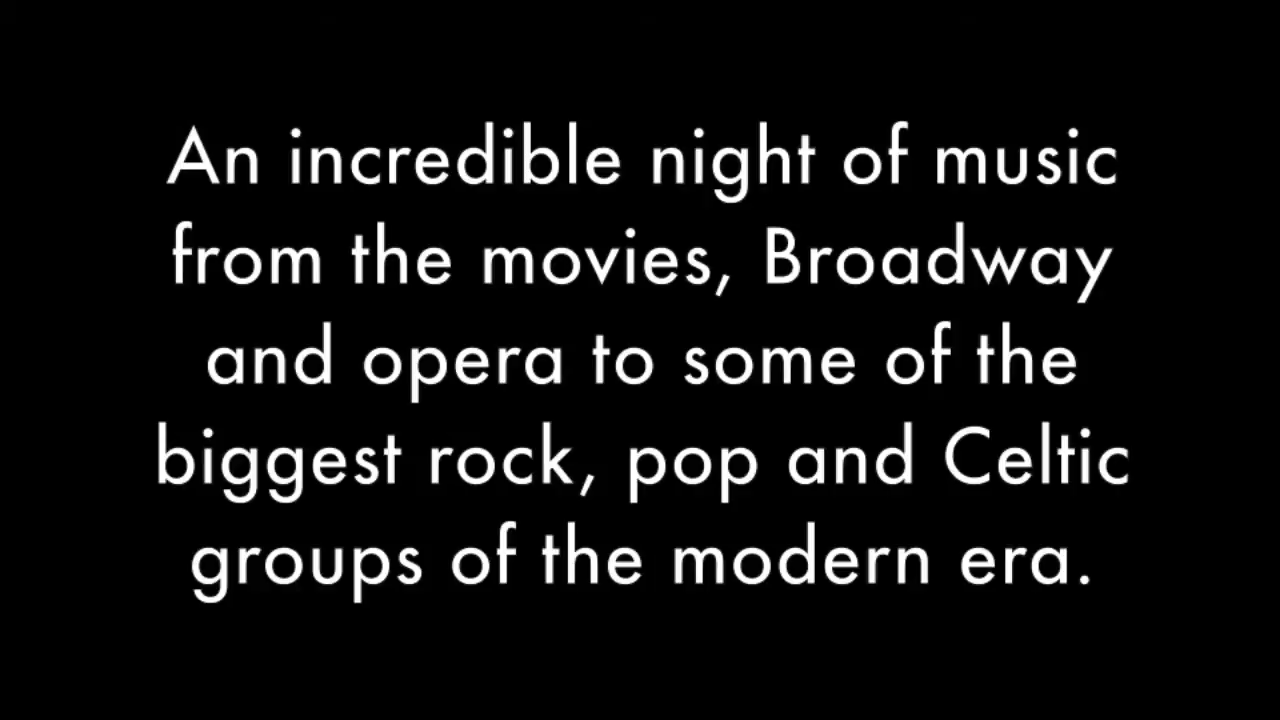 An incredible night of music
from the movies, Broadway
and opera to some of the
biggest rock, pop and Celtic
groups of the modern era.